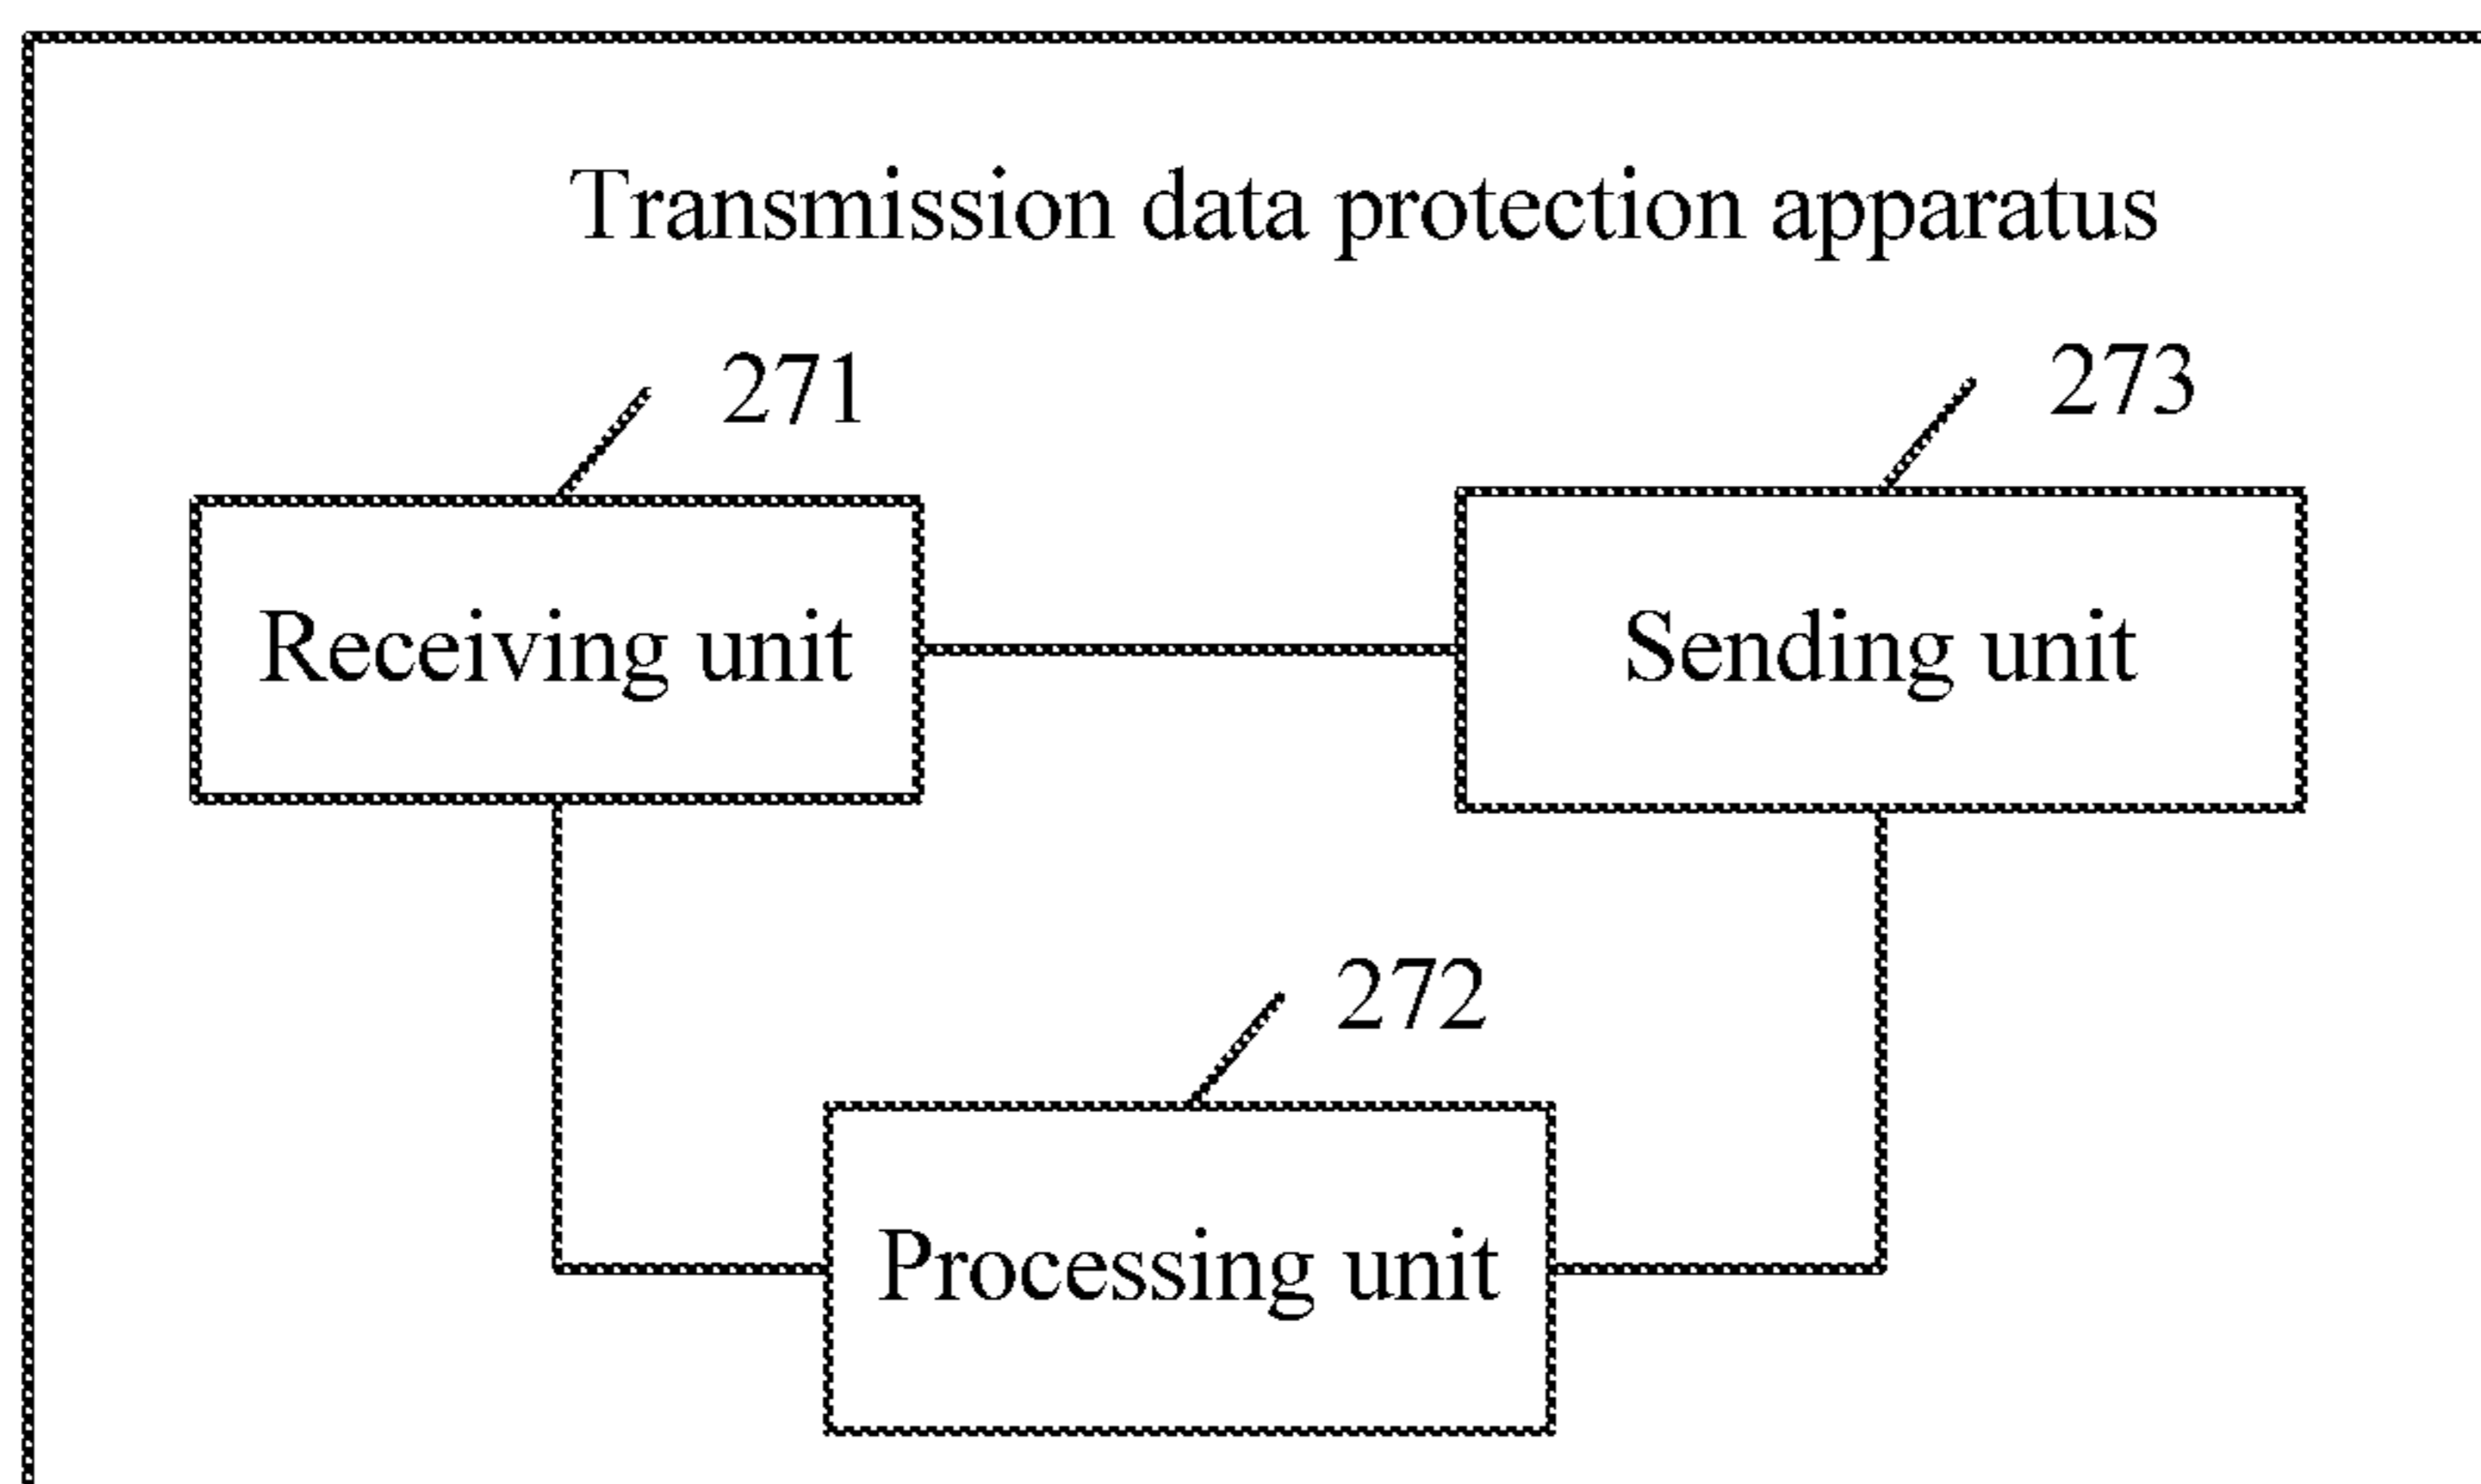 Transmission data protection apparatus
271
273
Receiving unit
Sending unit
272
Processing unit